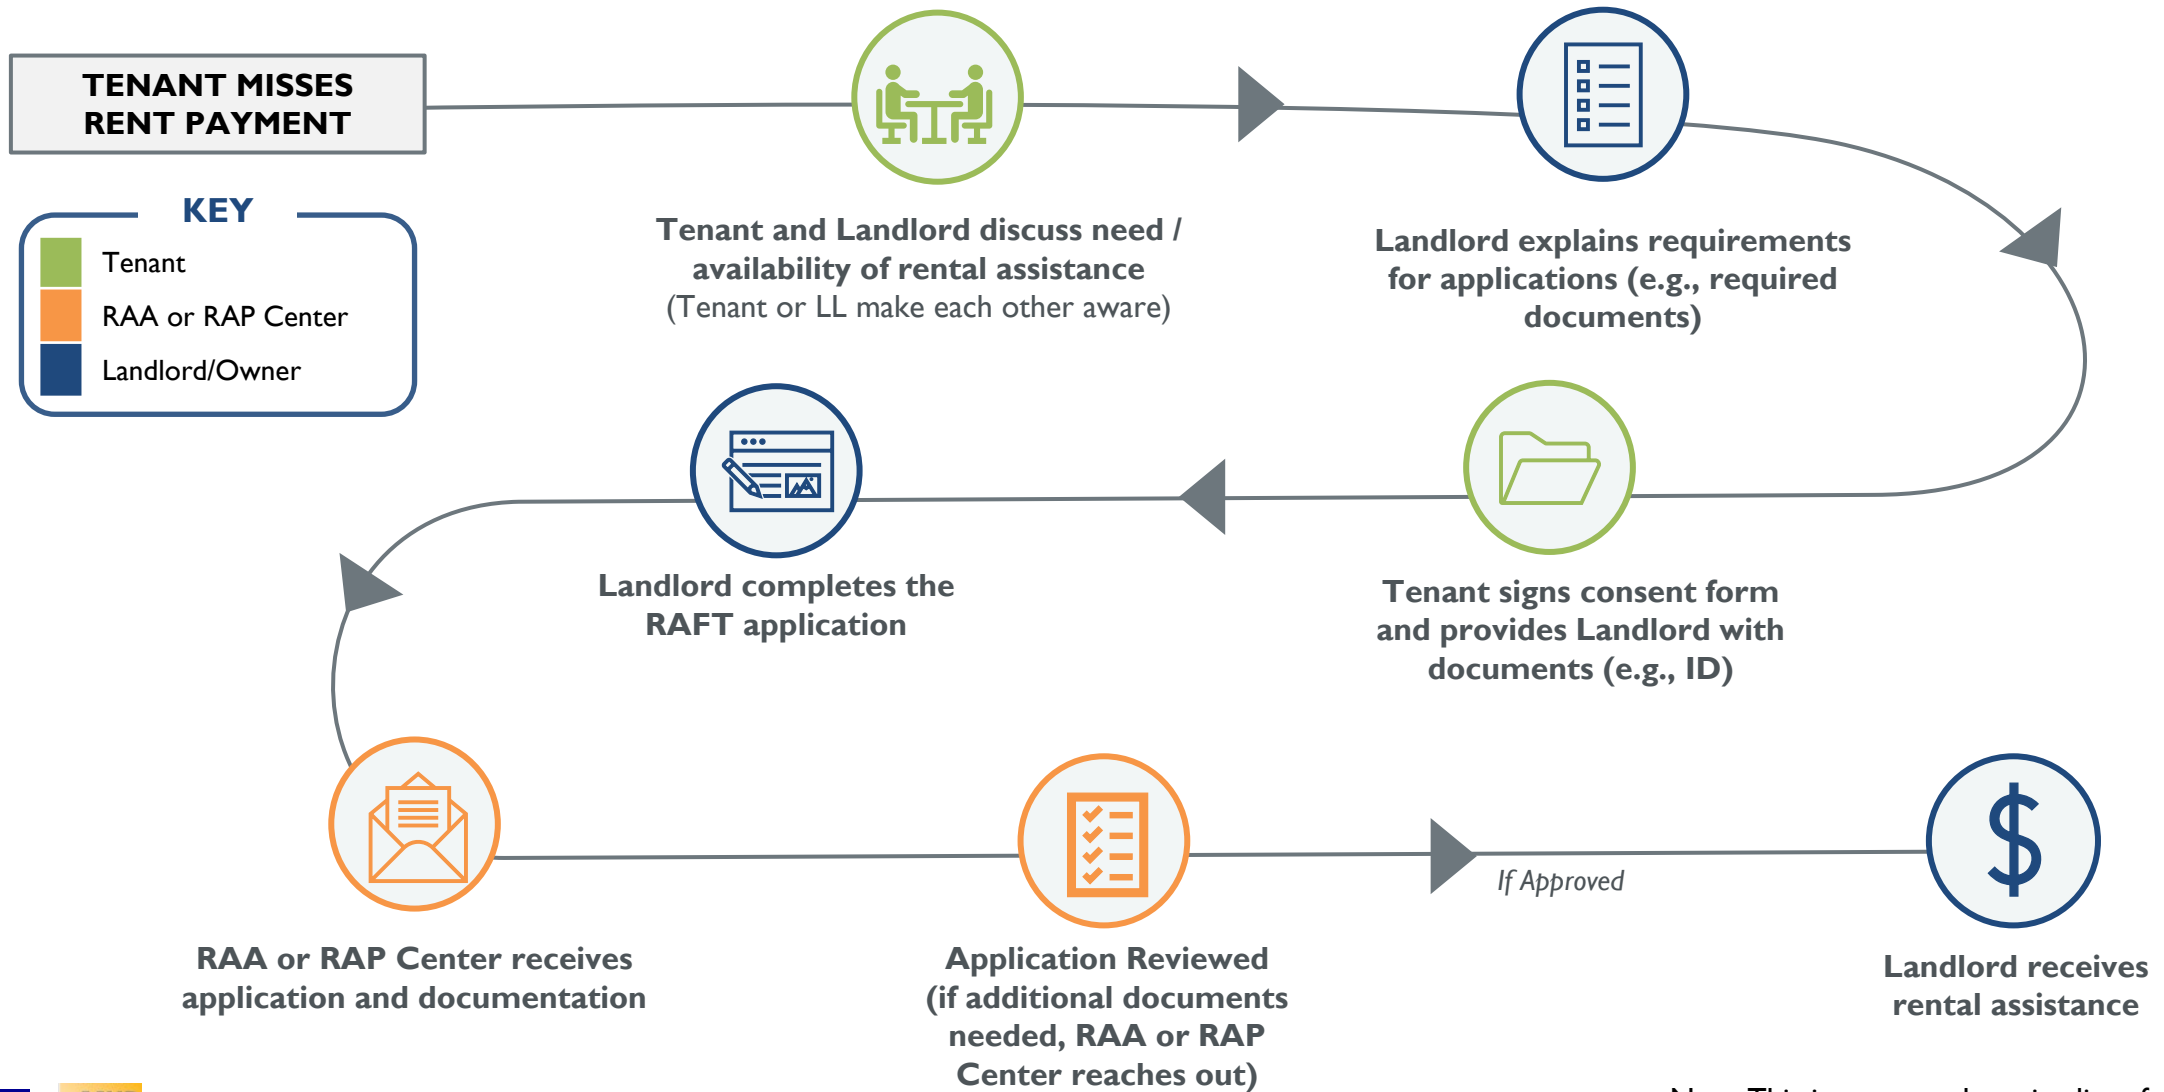 TENANT MISSES
RENT PAYMENT
KEY
Tenant
RAA or RAP Center
Landlord/Owner
Tenant and Landlord discuss need /
availability of rental assistance
(Tenant or LL make each other aware)
Landlord explains requirements
for applications (e.g., required
documents)
Tenant signs consent form
and provides Landlord with
documents (e.g., ID)
Landlord completes the
RAFT application
RAA or RAP Center receives
application and documentation
Application Reviewed
(if additional documents
needed, RAA or RAP
Center reaches out)
If Approved
$
Landlord receives
rental assistance